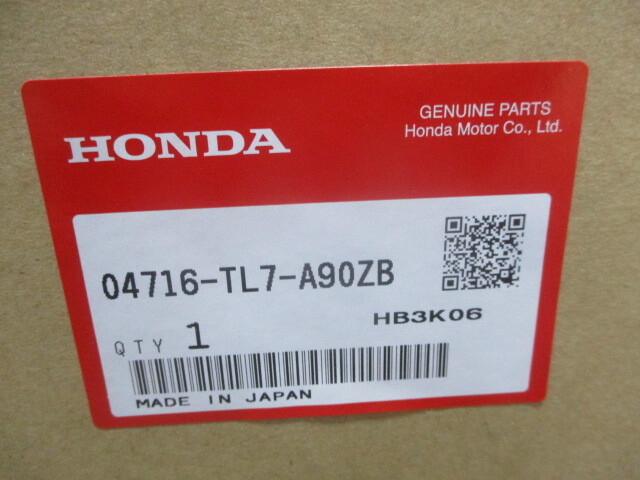 HONDA
GENUINE PARTS
Honda Motor Co., Ltd.
04716-TL7-A90ZB
HB3K06
QTY 1
MADE IN JAPAN